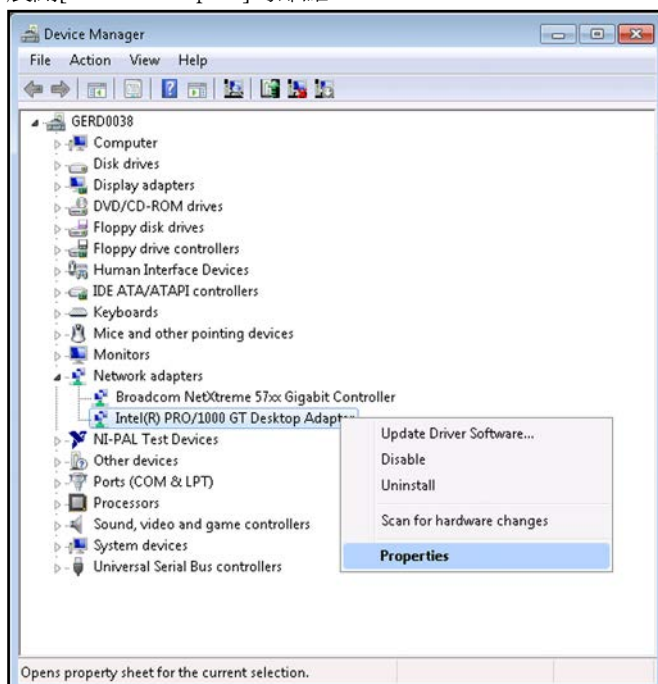 Device Manager
File Action View Help
GERD0038
Computer
Disk drives
Display adapters
DVD/CD-ROM drives
Floppy disk drives
Floppy drive controllers
Human Interface Devices
IDE ATA/ATAPI controllers
Keyboards
Mice and other pointing devices
Monitors
Network adapters
Broadcom NetXtreme 57xx Gigabit Controller
Intel(R) PRO/1000 GT Desktop Adapter
NI-PAL Test Devices
Other devices
Ports (COM & LPT)
Processors
Sound, video and game controllers
System devices
Universal Serial Bus controllers
Update Driver Software...
Disable
Uninstall
Scan for hardware changes
Properties
Opens property sheet for the current selection.